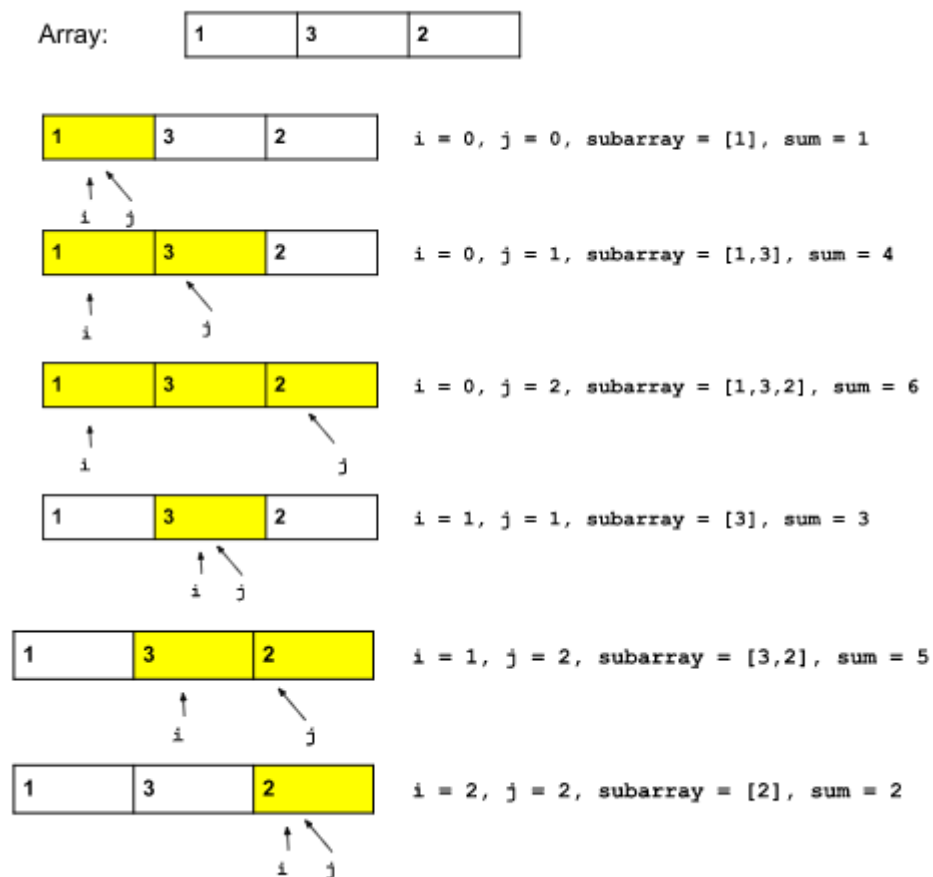 Array: 1 3 2
1 3 2 i = 0, j = 0, subarray = [1], sum = 1
i j
1 3 2 i = 0, j = 1, subarray = [1,3], sum = 4
i j
1 3 2 i = 0, j = 2, subarray = [1,3,2], sum = 6
i j
1 3 2 i = 1, j = 1, subarray = [3], sum = 3
i j
1 3 2 i = 1, j = 2, subarray = [3,2], sum = 5
i j
1 3 2 i = 2, j = 2, subarray = [2], sum = 2
i j